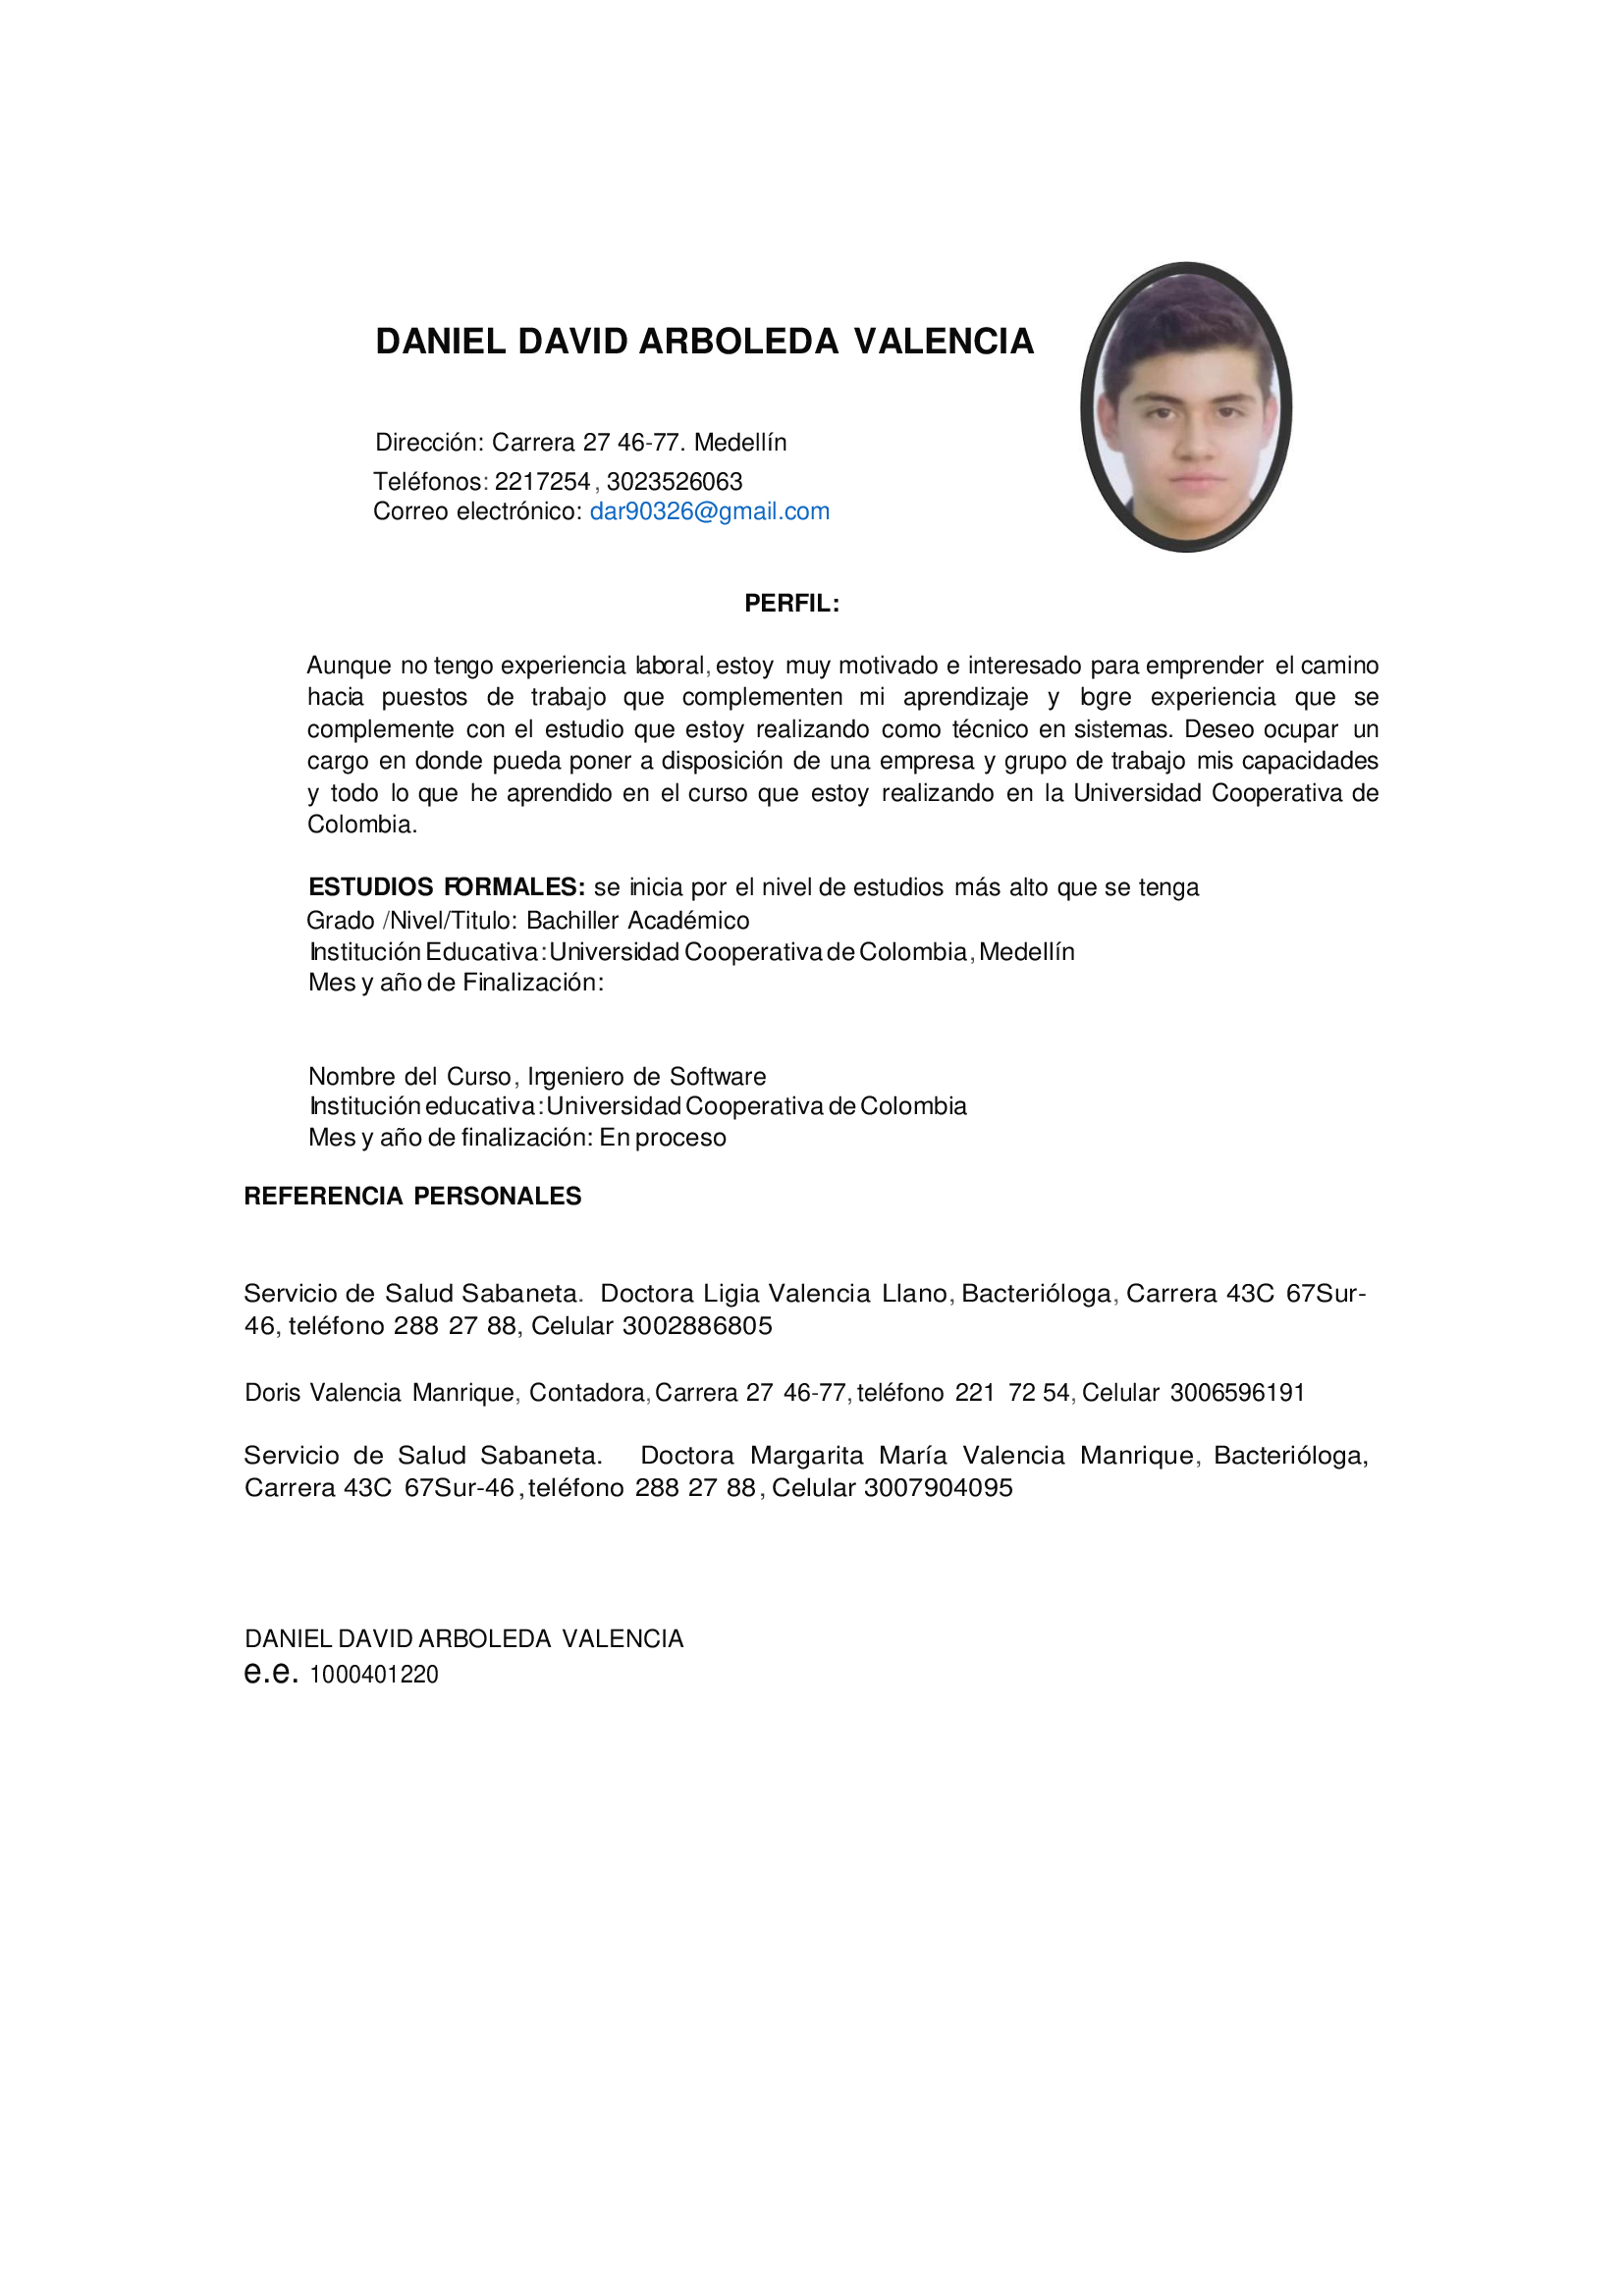 DANIEL DAVID ARBOLEDA VALENCIA
Dirección: Carrera 27 46-77. Medellín
Teléfonos: 2217254, 3023526063
Correo electrónico: dar90326@gmail.com
PERFIL:
Aunque no tengo experiencia laboral, estoy muy motivado e interesado para emprender el camino
hacia puestos de trabajo que complementen mi aprendizaje y logre experiencia que se
complemente con el estudio que estoy realizando como técnico en sistemas. Deseo ocupar un
cargo en donde pueda poner a disposición de una empresa y grupo de trabajo mis capacidades
y todo lo que he aprendido en el curso que estoy realizando en la Universidad Cooperativa de
Colombia.
ESTUDIOS FORMALES: se inicia por el nivel de estudios más alto que se tenga
Grado /Nivel/Titulo: Bachiller Académico
Institución Educativa: Universidad Cooperativa de Colombia, Medellín
Mes y año de Finalización:
Nombre del Curso, Ingeniero de Software
Institución educativa: Universidad Cooperativa de Colombia
Mes y año de finalización: En proceso
REFERENCIA PERSONALES
Servicio de Salud Sabaneta. Doctora Ligia Valencia Llano, Bacterióloga, Carrera 43C 67Sur-
46, teléfono 288 27 88, Celular 3002886805
Doris Valencia Manrique, Contadora, Carrera 27 46-77, teléfono 221 72 54, Celular 3006596191
Servicio de Salud Sabaneta. Doctora Margarita María Valencia Manrique, Bacterióloga,
Carrera 43C 67Sur-46, teléfono 288 27 88, Celular 3007904095
DANIEL DAVID ARBOLEDA VALENCIA
e.e. 1000401220